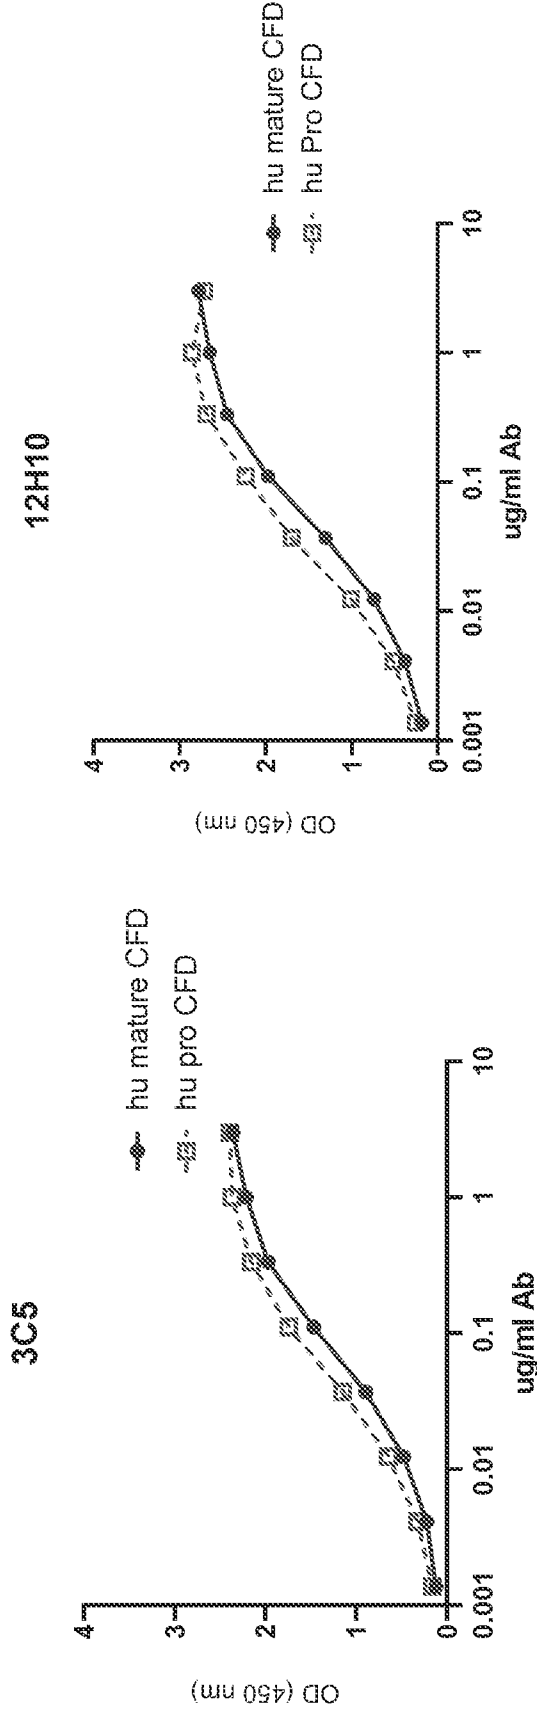 3C5
OD (450 nm)
4
3
2
1
0
0.001
0.01
0.1
1
10
ug/ml Ab
hu mature CFD
hu pro CFD
12H10
OD (450 nm)
4
3
2
1
0
0.001
0.01
0.1
1
10
ug/ml Ab
hu mature CFD
hu Pro CFD